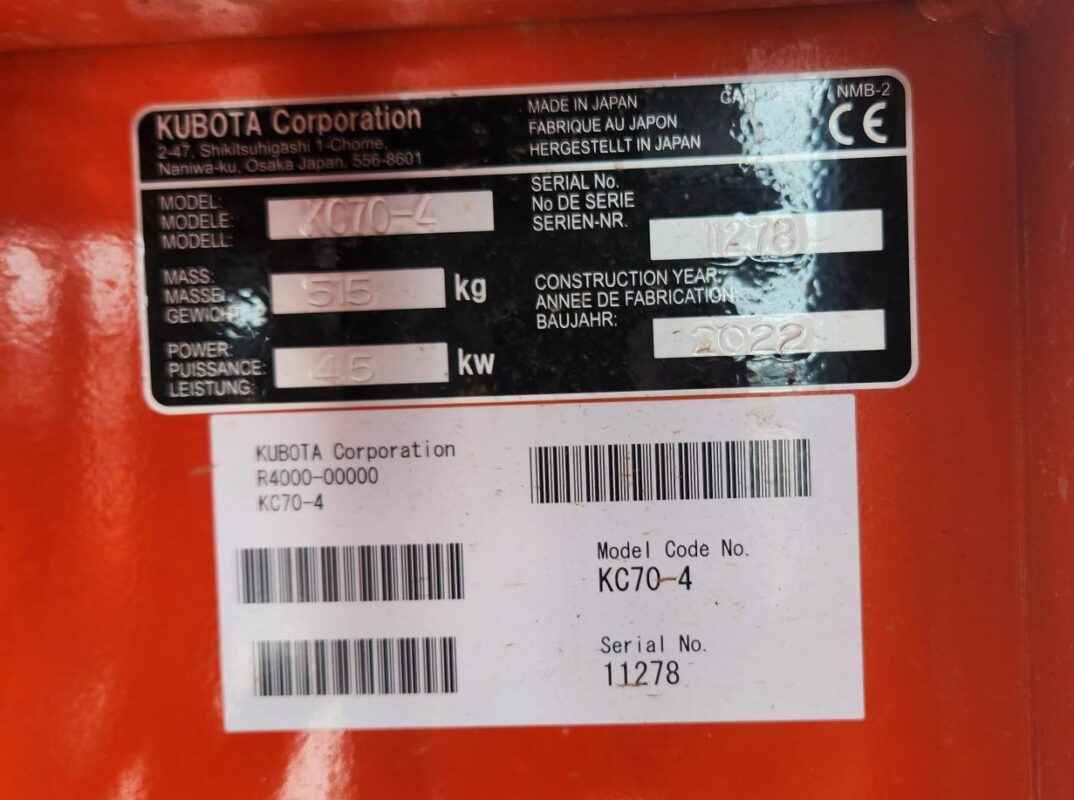 KUBOTA Corporation
2-47, Shikitsuhigashi 1-Chome,
Naniwa-ku, Osaka Japan. 556-8601
MADE IN JAPAN
FABRIQUE AU JAPON
HERGESTELLT IN JAPAN
CAN NMB-2
CE
MODEL:
MODELE:
MODELL:
KC70-4
MASS:
MASSE:
GEWICHT:
515 kg
POWER:
PUISSANCE:
LEISTUNG:
4.5 kw
SERIAL No.
No DE SERIE
SERIEN-NR.
11278
CONSTRUCTION YEAR:
ANNEE DE FABRICATION:
BAUJAHR:
2022
KUBOTA Corporation
R4000-00000
KC70-4
Model Code No.
KC70-4
Serial No.
11278